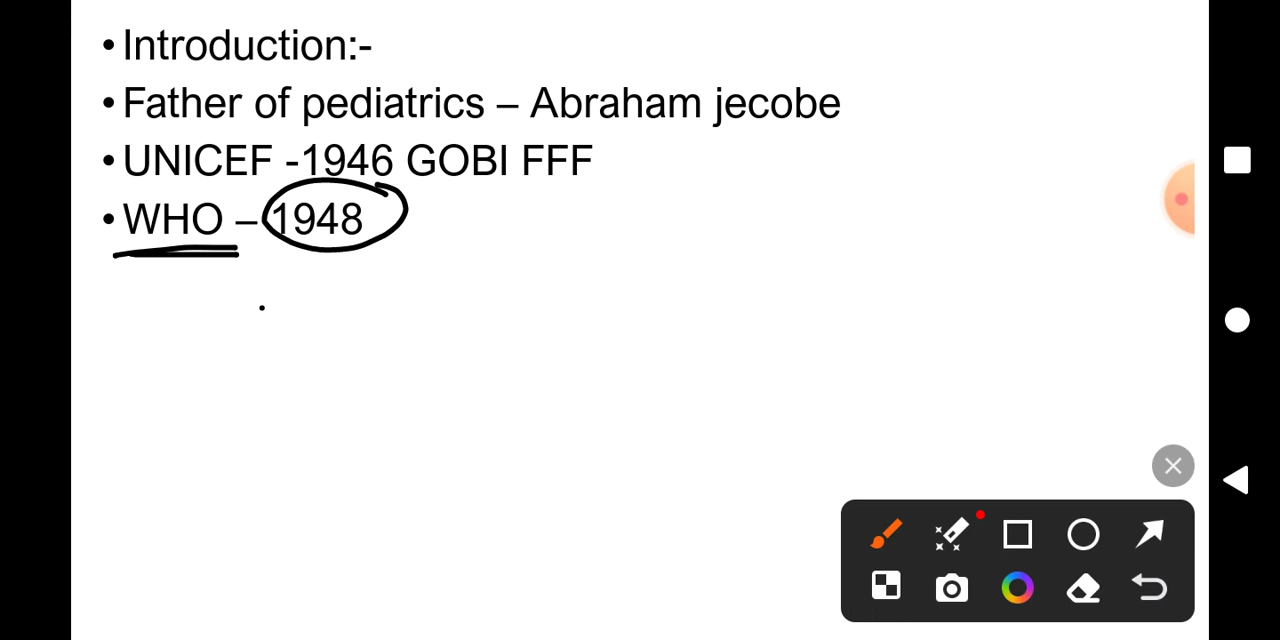 • Introduction:-
• Father of pediatrics – Abraham jecobe
• UNICEF -1946 GOBI FFF
• WHO – 1948